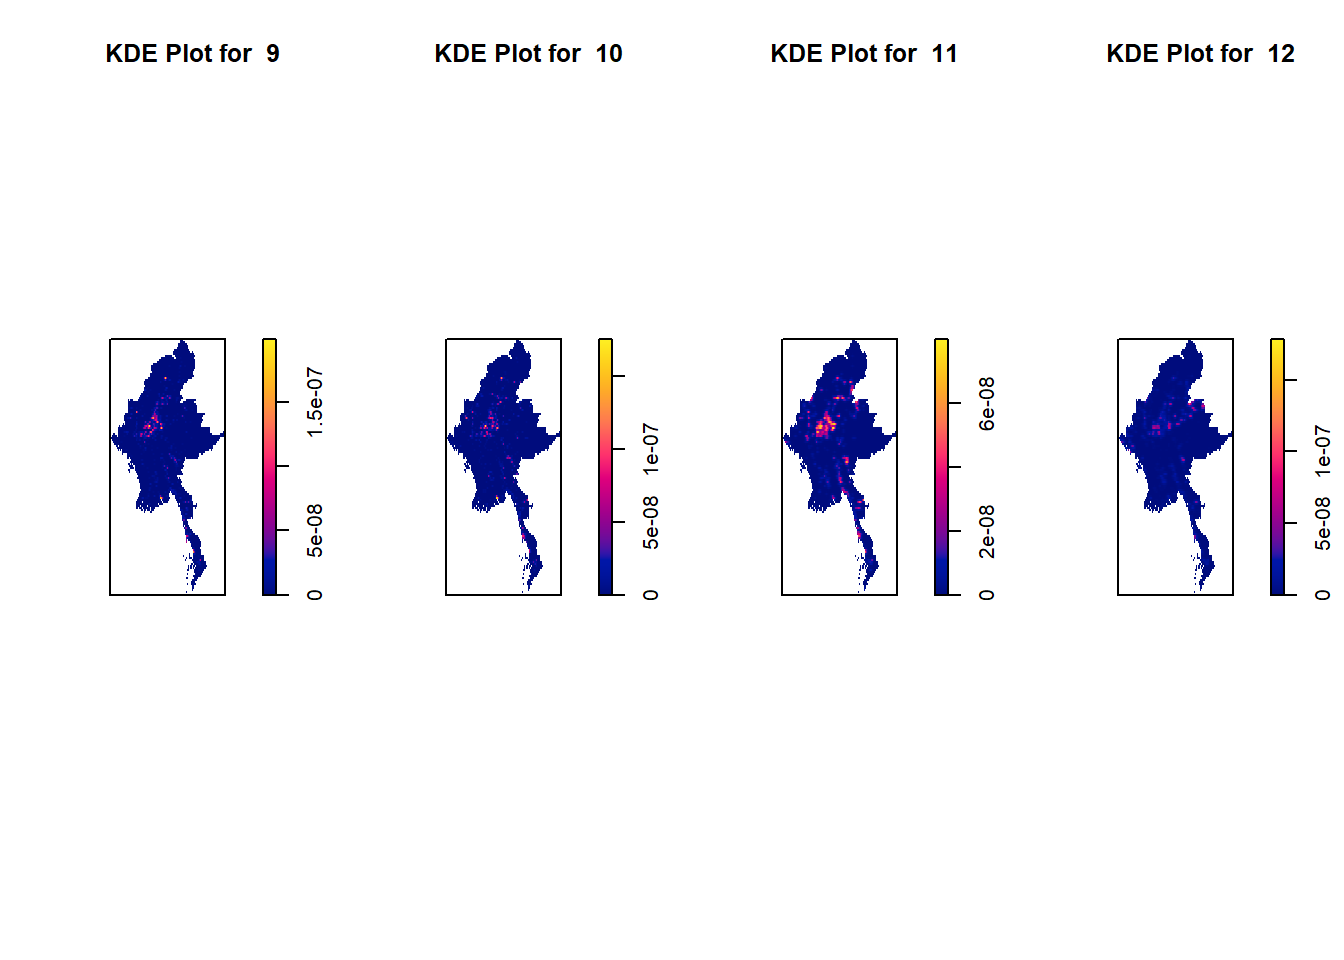 KDE Plot for  9
KDE Plot for  10
KDE Plot for  11
KDE Plot for  12
0
5e-08
1.5e-07
0
5e-08
1e-07
0
2e-08
6e-08
0
5e-08
1e-07